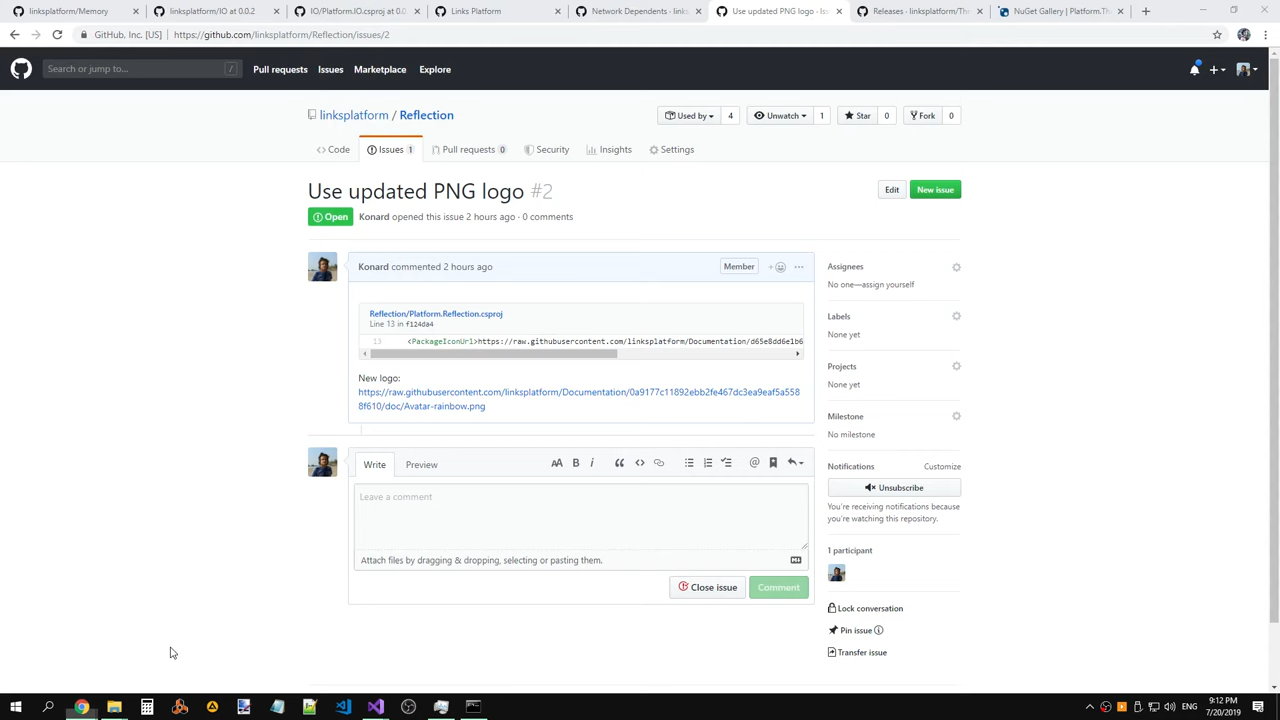 linksplatform/Memory
linksplatform/IO at 0.0.2
IO/Platform.IO.csproj at 0.0.
Links Platform
Network Dependents · links
Use updated PNG logo · Iss
Releases · linksplatform/The
NuGet Gallery | Platform.Th
GitHub, Inc. [US] | https://github.com/linksplatform/Reflection/issues/2
Search or jump to... /
Pull requests Issues Marketplace Explore
linksplatform / Reflection
Used by 4 Unwatch 1 Star 0 Fork 0
Code Issues 1 Pull requests 0 Security Insights Settings
Use updated PNG logo #2
Edit New issue
Open Konard opened this issue 2 hours ago · 0 comments
Konard commented 2 hours ago Member
Reflection/Platform.Reflection.csproj
Line 13 in f124da4
13 <PackageIconUrl>https://raw.githubusercontent.com/linksplatform/Documentation/d65e8dd6e1b6
New logo:
https://raw.githubusercontent.com/linksplatform/Documentation/0a9177c11892ebb2fe467dc3ea9eaf5a558
8f610/doc/Avatar-rainbow.png
Write Preview
AA B i
Leave a comment
Attach files by dragging & dropping, selecting or pasting them.
Close issue Comment
Assignees
No one—assign yourself
Labels
None yet
Projects
None yet
Milestone
No milestone
Notifications Customize
Unsubscribe
You're receiving notifications because
you're watching this repository.
1 participant
Lock conversation
Pin issue
Transfer issue
ENG
9:12 PM
7/20/2019